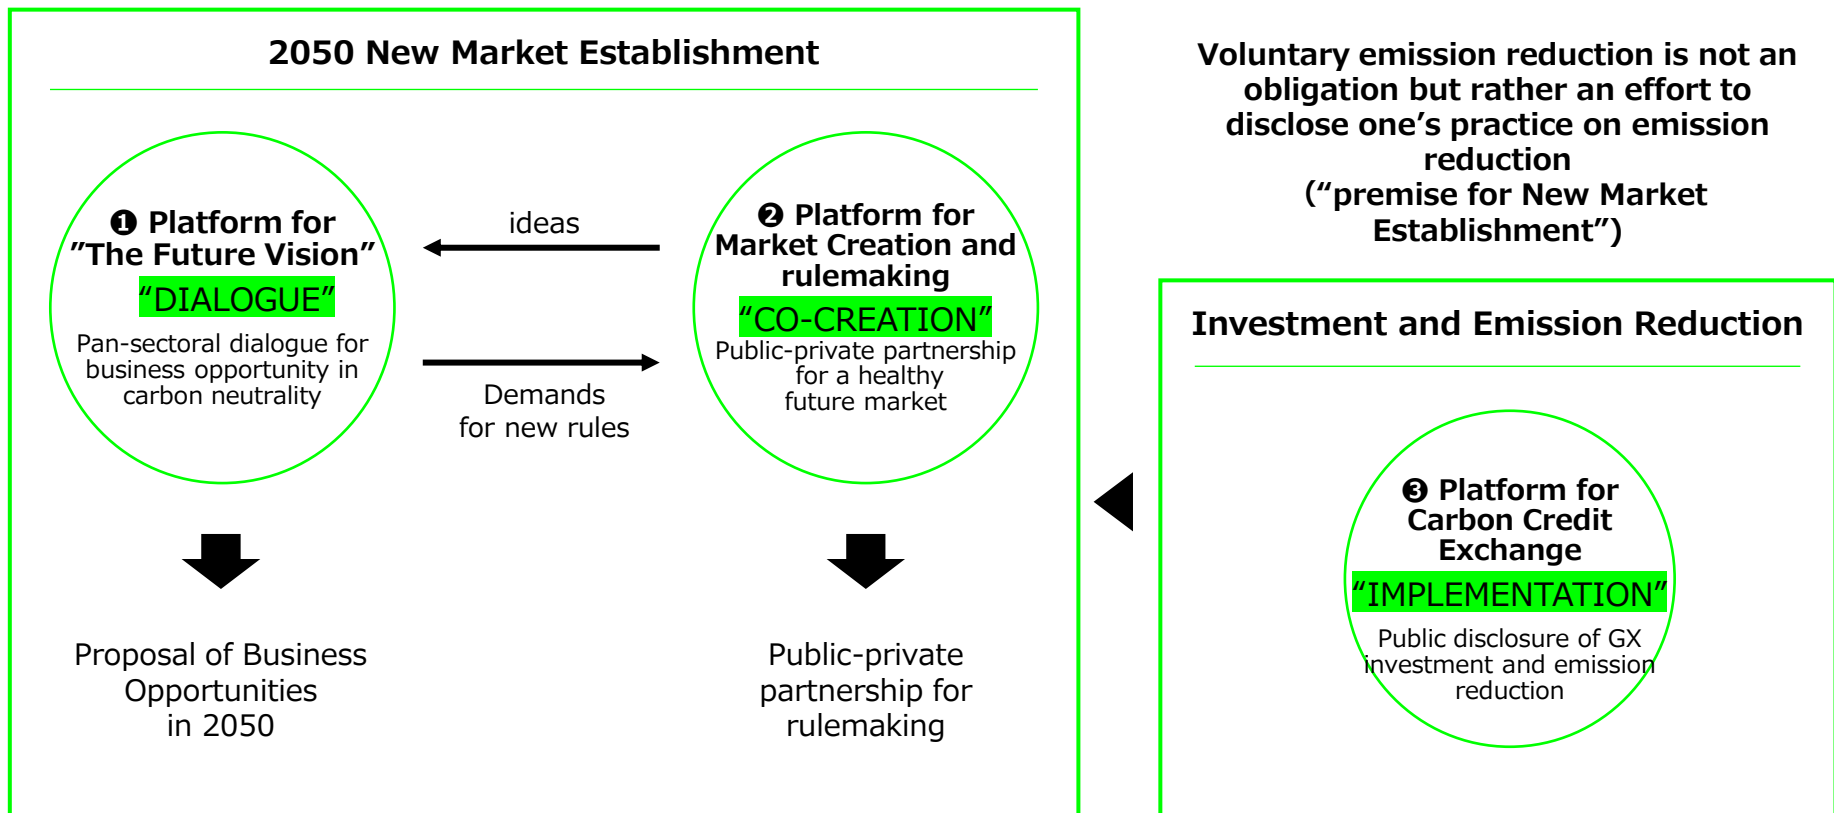 2050 New Market Establishment
❶ Platform for
”The Future Vision”
“DIALOGUE”
Pan-sectoral dialogue for
business opportunity in
carbon neutrality
ideas
Demands
for new rules
❷ Platform for
Market Creation and
rulemaking
“CO-CREATION”
Public-private partnership
for a healthy
future market
Proposal of Business
Opportunities
in 2050
Public-private
partnership for
rulemaking
Voluntary emission reduction is not an
obligation but rather an effort to
disclose one’s practice on emission
reduction
(“premise for New Market
Establishment”)
Investment and Emission Reduction
❸ Platform for
Carbon Credit
Exchange
“IMPLEMENTATION”
Public disclosure of GX
investment and emission
reduction